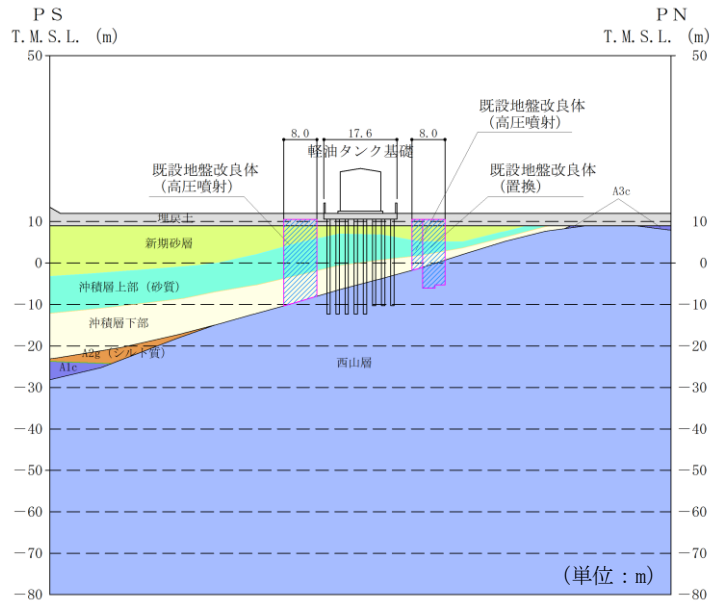 PS
PN
T.M.S.L. (m)
T.M.S.L. (m)
50
50
既設地盤改良体
(高圧噴射)
8.0
17.6
8.0
軽油タンク基礎
既設地盤改良体
(高圧噴射)
既設地盤改良体
(置換)
A3c
10
埋戻土
10
新期砂層
0
0
沖積層上部(砂質)
-10
-10
沖積層下部
-20
-20
A2g(シルト質)
A1c
西山層
-30
-30
-40
-40
-50
-50
-60
-60
-70
-70
(単位:m)
-80
-80